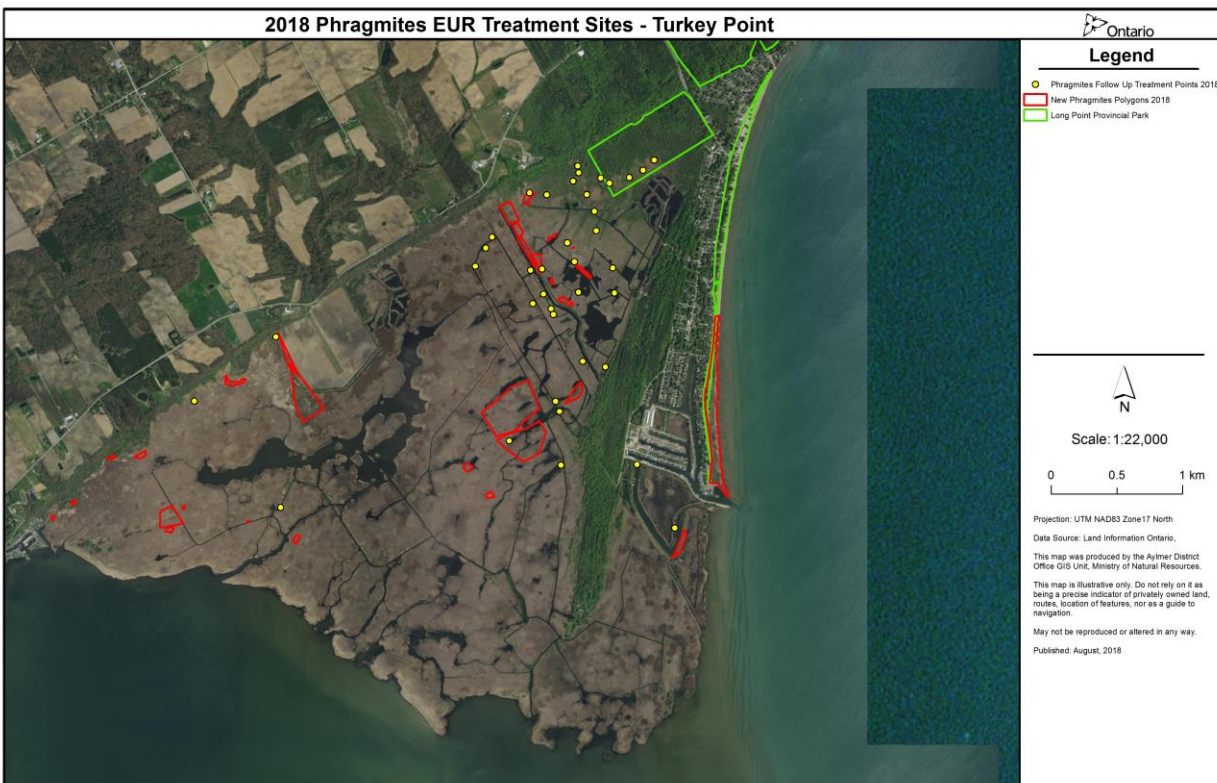 2018 Phragmites EUR Treatment Sites - Turkey Point
Ontario
Legend
Phragmites Follow Up Treatment Points 2018
New Phragmites Polygons 2018
Long Point Provincial Park
N
Scale: 1:22,000
0 0.5 1 km
Projection: UTM NAD83 Zone17 North
Data Source: Land Information Ontario,
This map was produced by the Aylmer District
Office GIS Unit, Ministry of Natural Resources.
This map is illustrative only. Do not rely on it as
being a precise indicator of privately owned land,
routes, location of features, nor as a guide to
navigation.
May not be reproduced or altered in any way.
Published: August, 2018